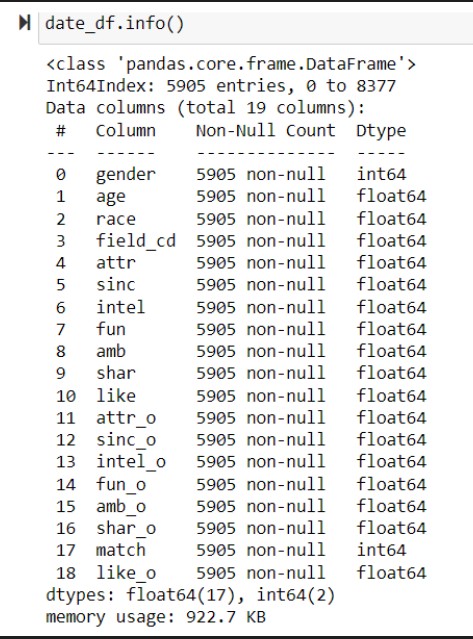 date_df.info()
<class 'pandas.core.frame.DataFrame'>
Int64Index: 5905 entries, 0 to 8377
Data columns (total 19 columns):
 #   Column    Non-Null Count  Dtype
---  ------    --------------  -----
 0   gender    5905 non-null   int64
 1   age       5905 non-null   float64
 2   race      5905 non-null   float64
 3   field_cd  5905 non-null   float64
 4   attr      5905 non-null   float64
 5   sinc      5905 non-null   float64
 6   intel     5905 non-null   float64
 7   fun       5905 non-null   float64
 8   amb       5905 non-null   float64
 9   shar      5905 non-null   float64
 10  like      5905 non-null   float64
 11  attr_o    5905 non-null   float64
 12  sinc_o    5905 non-null   float64
 13  intel_o   5905 non-null   float64
 14  fun_o     5905 non-null   float64
 15  amb_o     5905 non-null   float64
 16  shar_o    5905 non-null   float64
 17  match     5905 non-null   int64
 18  like_o    5905 non-null   float64
dtypes: float64(17), int64(2)
memory usage: 922.7 KB